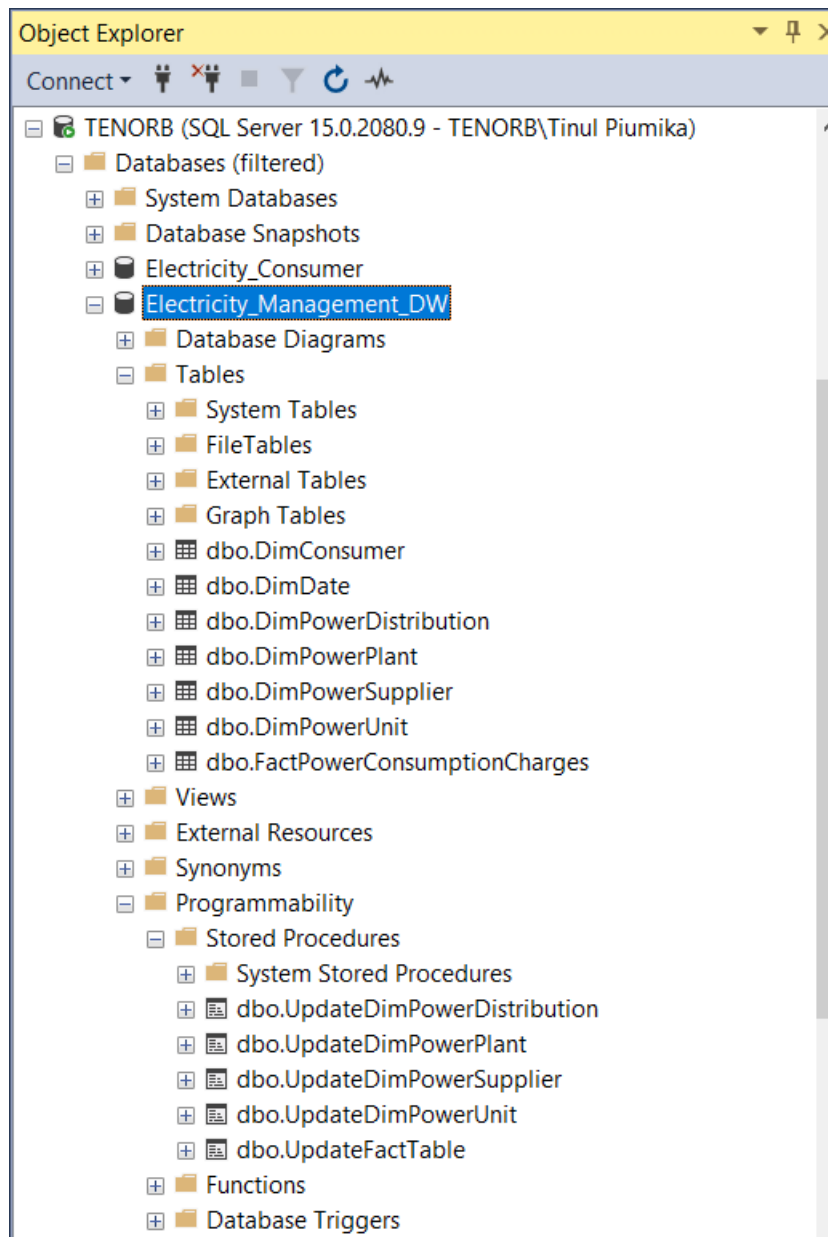 Object Explorer
Connect
TENORB (SQL Server 15.0.2080.9 - TENORB\Tinul Piumika)
Databases (filtered)
System Databases
Database Snapshots
Electricity_Consumer
Electricity_Management_DW
Database Diagrams
Tables
System Tables
FileTables
External Tables
Graph Tables
dbo.DimConsumer
dbo.DimDate
dbo.DimPowerDistribution
dbo.DimPowerPlant
dbo.DimPowerSupplier
dbo.DimPowerUnit
dbo.FactPowerConsumptionCharges
Views
External Resources
Synonyms
Programmability
Stored Procedures
System Stored Procedures
dbo.UpdateDimPowerDistribution
dbo.UpdateDimPowerPlant
dbo.UpdateDimPowerSupplier
dbo.UpdateDimPowerUnit
dbo.UpdateFactTable
Functions
Database Triggers